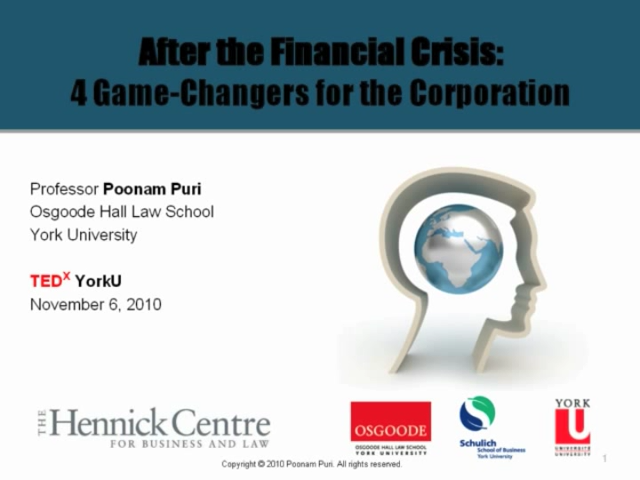 After the Financial Crisis:
4 Game-Changers for the Corporation
Professor Poonam Puri
Osgoode Hall Law School
York University
TEDX YorkU
November 6, 2010
THE Hennick Centre
FOR BUSINESS AND LAW
OSGOODE
OSGOODE HALL LAW SCHOOL
YORK UNIVERSITY
Schulich
School of Business
York University
YORK
U
UNIVERSITÉ
UNIVERSITY
Copyright © 2010 Poonam Puri. All rights reserved.
1